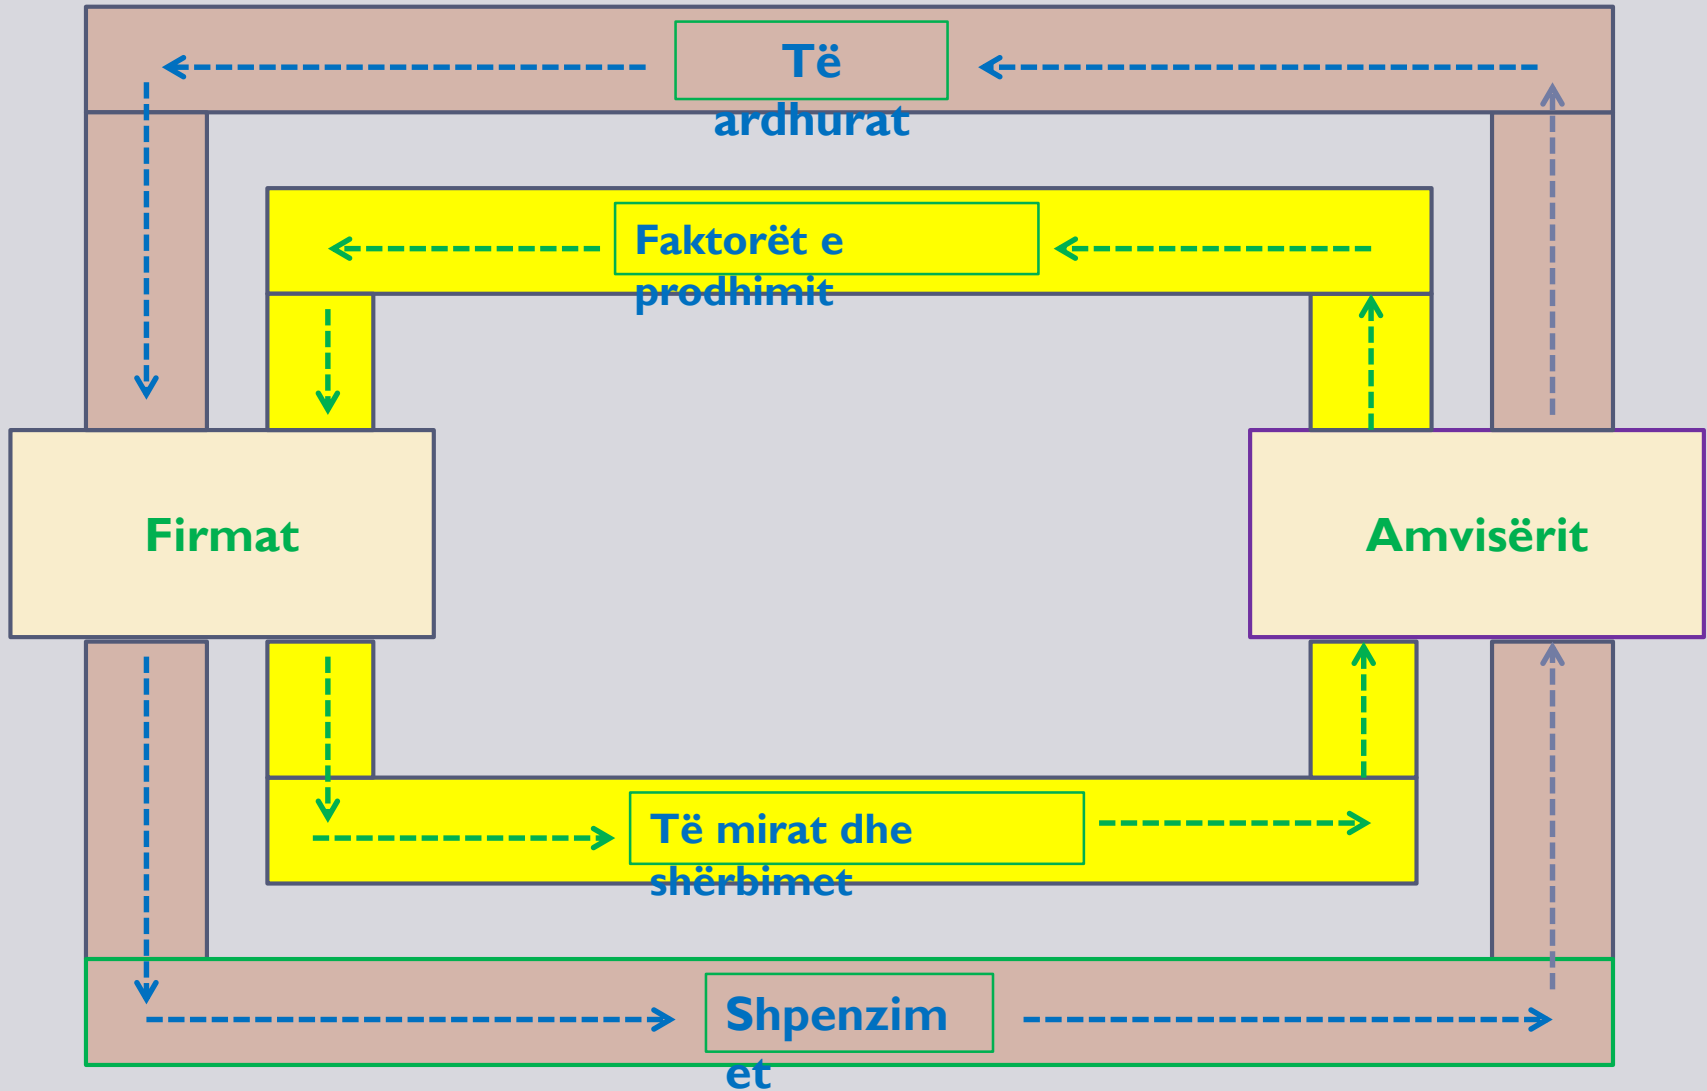 Të
ardhurat
Faktorët e
prodhimit
Firmat
Amvisërit
Të mirat dhe
shërbimet
Shpenzim
et